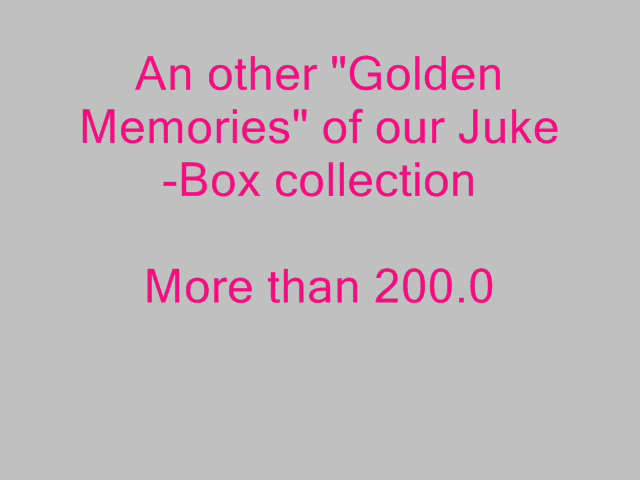 An other "Golden
Memories" of our Juke
-Box collection
More than 200.0